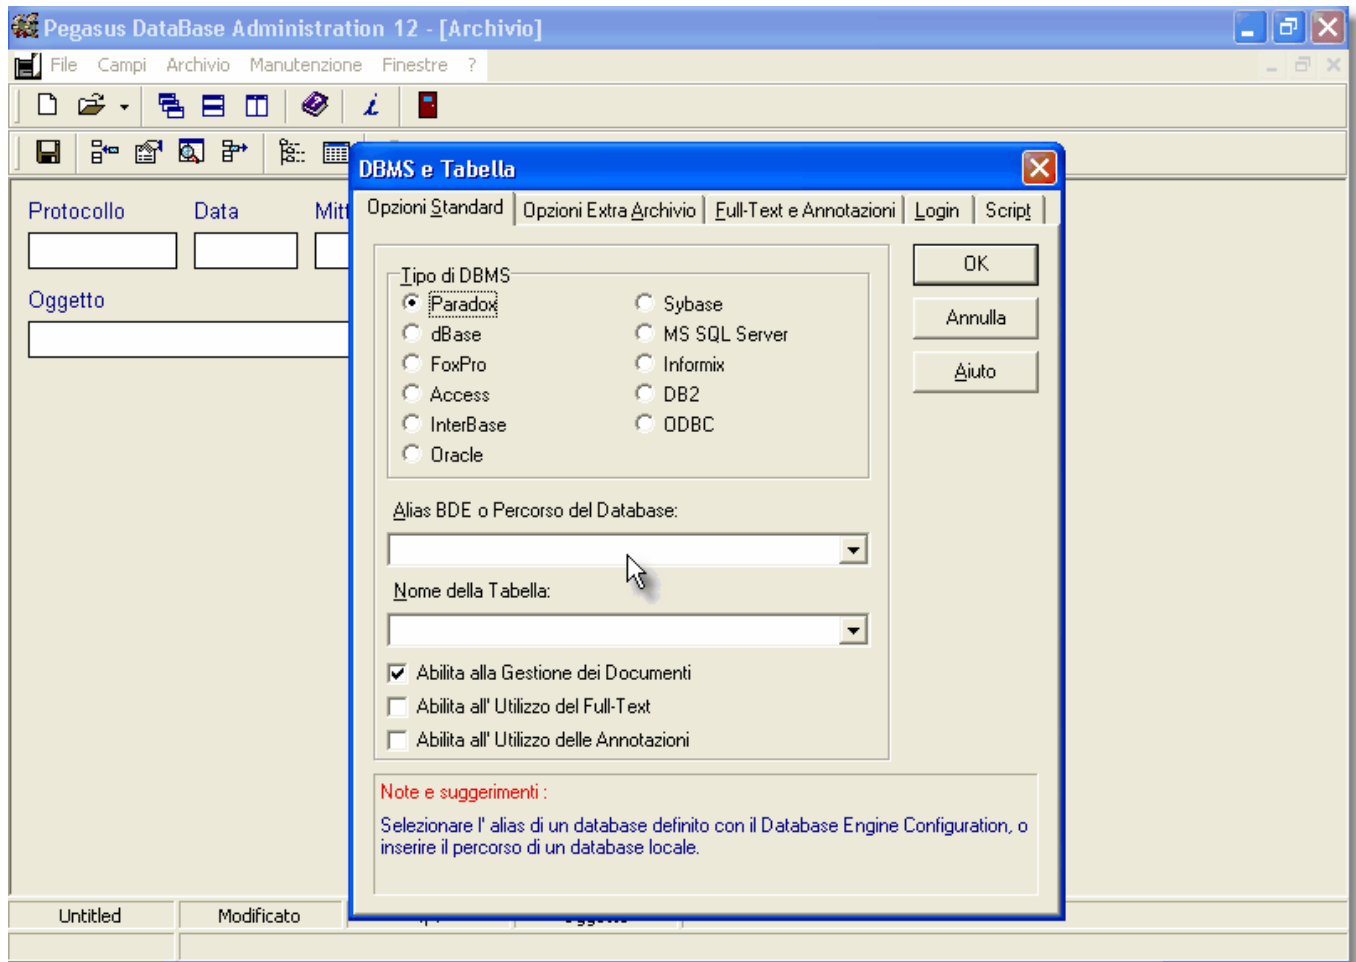 Pegasus DataBase Administration 12 - [Archivio]
File Campi Archivio Manutenzione Finestre ?
DBMS e Tabella
Opzioni Standard Opzioni Extra Archivio Full-Text e Annotazioni Login Script
Protocollo Data Mitt
Oggetto
Tipo di DBMS
Paradox Sybase
dBase MS SQL Server
FoxPro Informix
Access DB2
InterBase ODBC
Oracle
OK
Annulla
Aiuto
Alias BDE o Percorso del Database:
Nome della Tabella:
Abilita alla Gestione dei Documenti
Abilita all' Utilizzo del Full-Text
Abilita all' Utilizzo delle Annotazioni
Note e suggerimenti :
Selezionare l' alias di un database definito con il Database Engine Configuration, o
inserire il percorso di un database locale.
Untitled Modificato